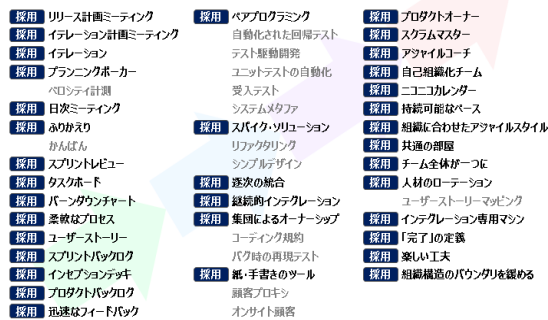 採用 リリース計画ミーティング
採用 イテレーション計画ミーティング
採用 イテレーション
採用 プランニングポーカー
ベロシティ計測
採用 日次ミーティング
採用 ふりかえり
かんばん
採用 スプリントレビュー
採用 タスクボード
採用 バーンダウンチャート
採用 柔軟なプロセス
採用 ユーザーストーリー
採用 スプリントバックログ
採用 インセプションデッキ
採用 プロダクトバックログ
採用 迅速なフィードバック
採用 ペアプログラミング
自動化された回帰テスト
テスト駆動開発
ユニットテストの自動化
受入テスト
システムメタファ
採用 スパイク・ソリューション
リファクタリング
シンプルデザイン
採用 逐次の統合
採用 継続的インテグレーション
採用 集団によるオーナーシップ
コーディング規約
バグ時の再現テスト
採用 紙・手書きのツール
顧客プロキシ
オンサイト顧客
採用 プロダクトオーナー
採用 スクラムマスター
採用 アジャイルコーチ
採用 自己組織化チーム
採用 ニコニコカレンダー
採用 持続可能なペース
採用 組織に合わせたアジャイルスタイル
採用 共通の部屋
採用 チーム全体が一つに
採用 人材のローテーション
ユーザーストーリーマッピング
採用 インテグレーション専用マシン
採用 「完了」の定義
採用 楽しい工夫
採用 組織構造のバウンダリを緩める